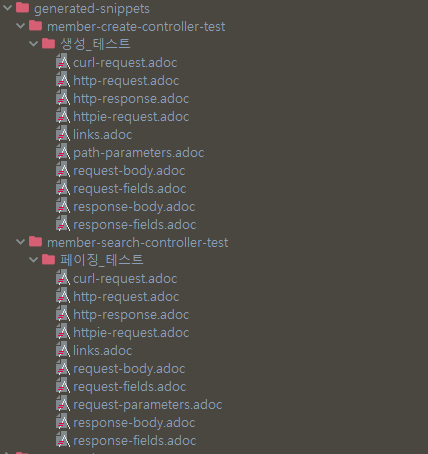 generated-snippets
member-create-controller-test
생성_테스트
curl-request.adoc
http-request.adoc
http-response.adoc
httpie-request.adoc
links.adoc
path-parameters.adoc
request-body.adoc
request-fields.adoc
response-body.adoc
response-fields.adoc
member-search-controller-test
페이징_테스트
curl-request.adoc
http-request.adoc
http-response.adoc
httpie-request.adoc
links.adoc
request-body.adoc
request-fields.adoc
request-parameters.adoc
response-body.adoc
response-fields.adoc